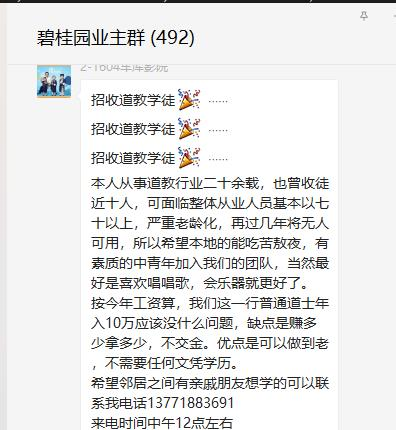 碧桂园业主群 (492)
招收道教学徒🎉 ......
招收道教学徒🎉 ......
招收道教学徒🎉 ......
本人从事道教行业二十余载，也曾收徒
近十人，可面临整体从业人员基本以七
十以上，严重老龄化，再过几年将无人
可用，所以希望本地的能吃苦熬夜，有
素质的中青年加入我们的团队，当然最
好是喜欢唱唱歌，会乐器就更好了。
按今年工资算，我们这一行普通道士年
入10万应该没什么问题，缺点是赚多
少拿多少，不交金。优点是可以做到老
，不需要任何文凭学历。
希望邻居之间有亲戚朋友想学的可以联
系我电话13771883691
来电时间中午12点左右